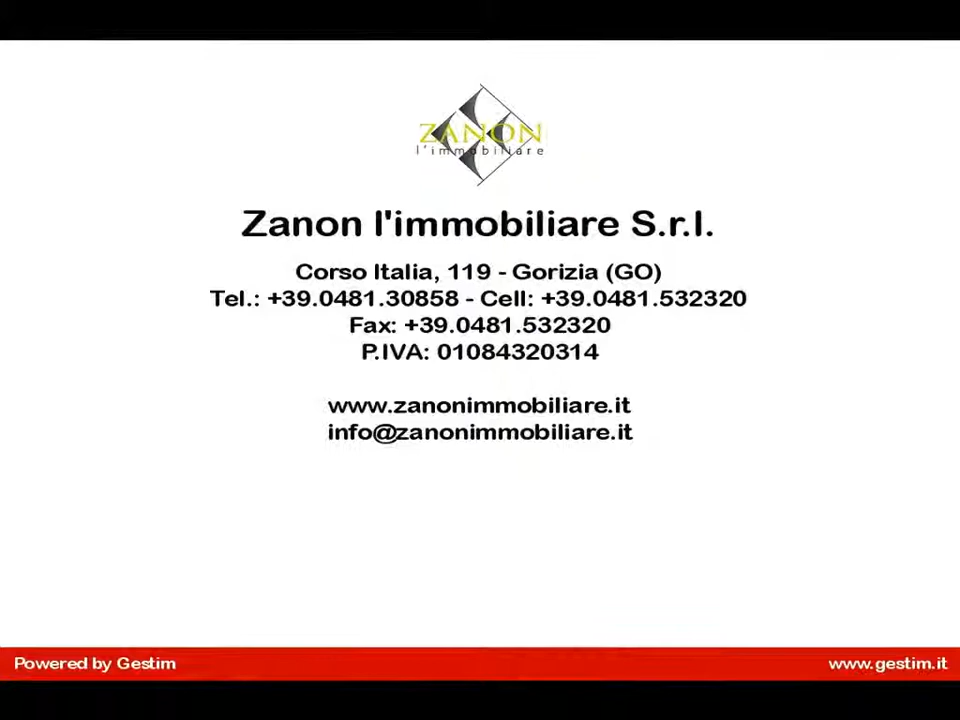 ZANON
l'immobiliare
Zanon l'immobiliare S.r.l.
Corso Italia, 119 - Gorizia (GO)
Tel.: +39.0481.30858 - Cell: +39.0481.532320
Fax: +39.0481.532320
P.IVA: 01084320314
www.zanonimmobiliare.it
info@zanonimmobiliare.it
Powered by Gestim
www.gestim.it